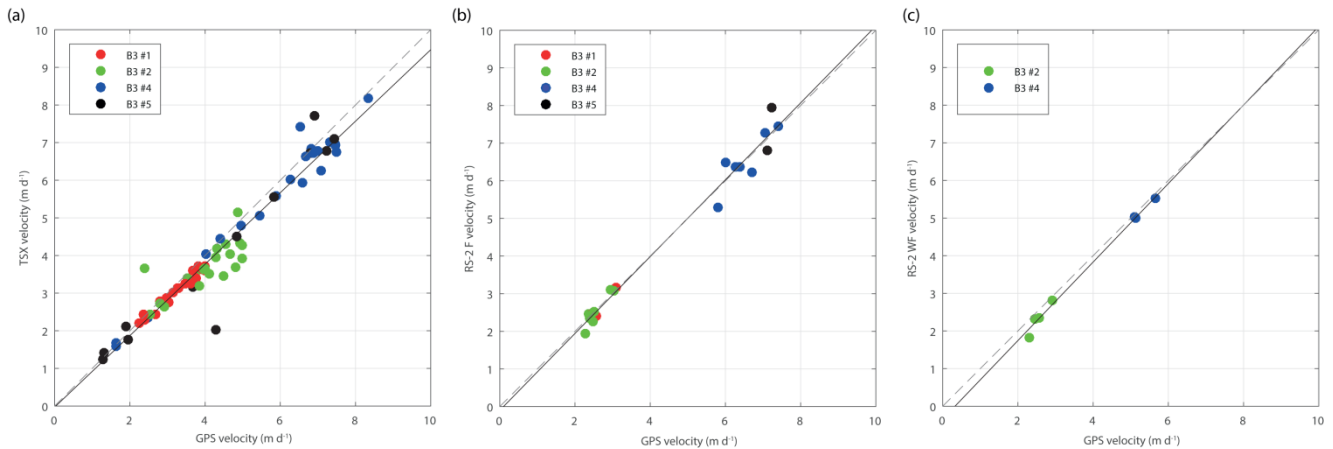 (a)
10
9
8
7
6
5
4
3
2
1
0
TSX velocity (m d⁻¹)
B3 #1
B3 #2
B3 #4
B3 #5
0 2 4 6 8 10
GPS velocity (m d⁻¹)
(b)
10
9
8
7
6
5
4
3
2
1
0
RS-2 F velocity (m d⁻¹)
B3 #1
B3 #2
B3 #4
B3 #5
0 2 4 6 8 10
GPS velocity (m d⁻¹)
(c)
10
9
8
7
6
5
4
3
2
1
0
RS-2 WF velocity (m d⁻¹)
B3 #2
B3 #4
0 2 4 6 8 10
GPS velocity (m d⁻¹)